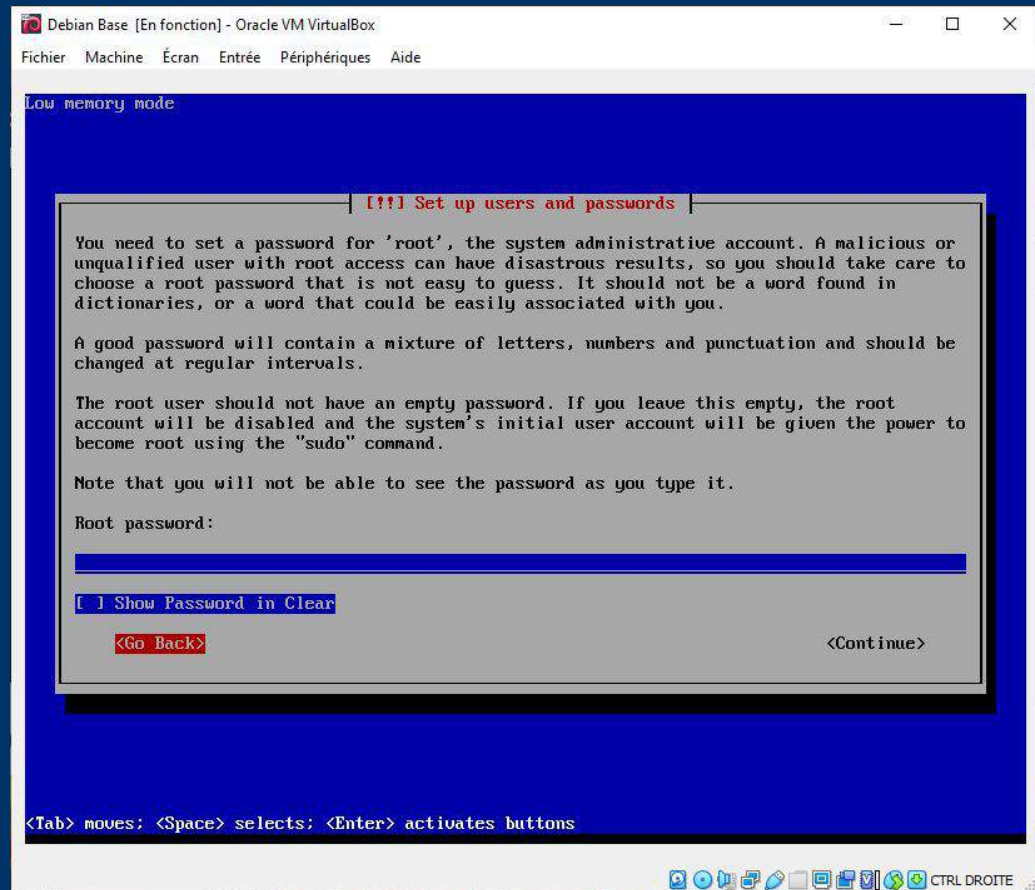 Debian Base [En fonction] - Oracle VM VirtualBox
Fichier Machine Écran Entrée Périphériques Aide
Low memory mode
[!!] Set up users and passwords
You need to set a password for 'root', the system administrative account. A malicious or
unqualified user with root access can have disastrous results, so you should take care to
choose a root password that is not easy to guess. It should not be a word found in
dictionaries, or a word that could be easily associated with you.
A good password will contain a mixture of letters, numbers and punctuation and should be
changed at regular intervals.
The root user should not have an empty password. If you leave this empty, the root
account will be disabled and the system's initial user account will be given the power to
become root using the "sudo" command.
Note that you will not be able to see the password as you type it.
Root password:
[ ] Show Password in Clear
<Go Back> <Continue>
<Tab> moves; <Space> selects; <Enter> activates buttons
CTRL DROITE